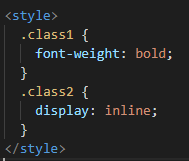 <style>
.class1 {
font-weight: bold;
}
.class2 {
display: inline;
}
</style>